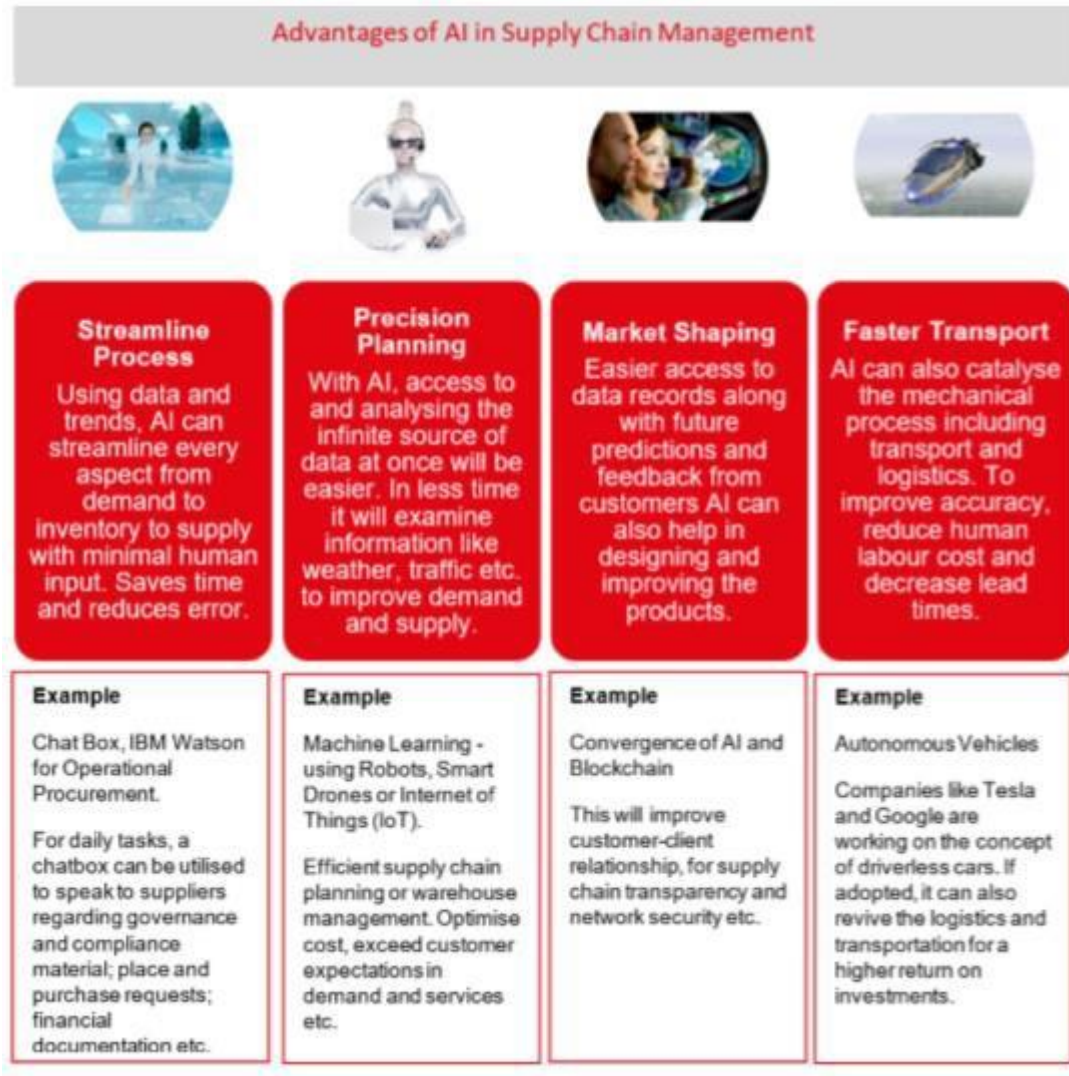 Advantages of AI in Supply Chain Management
Streamline
Process
Using data and
trends, AI can
streamline every
aspect from
demand to
inventory to supply
with minimal human
input. Saves time
and reduces error.
Precision
Planning
With AI, access to
and analysing the
infinite source of
data at once will be
easier. In less time
it will examine
information like
weather, traffic etc.
to improve demand
and supply.
Market Shaping
Easier access to
data records along
with future
predictions and
feedback from
customers AI can
also help in
designing and
improving the
products.
Faster Transport
AI can also catalyse
the mechanical
process including
transport and
logistics. To
improve accuracy,
reduce human
labour cost and
decrease lead
times.
Example
Chat Box, IBM Watson
for Operational
Procurement.
For daily tasks, a
chatbox can be utilised
to speak to suppliers
regarding governance
and compliance
material; place and
purchase requests;
financial
documentation etc.
Example
Machine Learning -
using Robots, Smart
Drones or Internet of
Things (IoT).
Efficient supply chain
planning or warehouse
management. Optimise
cost, exceed customer
expectations in
demand and services
etc.
Example
Convergence of AI and
Blockchain
This will improve
customer-client
relationship, for supply
chain transparency and
network security etc.
Example
Autonomous Vehicles
Companies like Tesla
and Google are
working on the concept
of driverless cars. If
adopted, it can also
revive the logistics and
transportation for a
higher return on
investments.